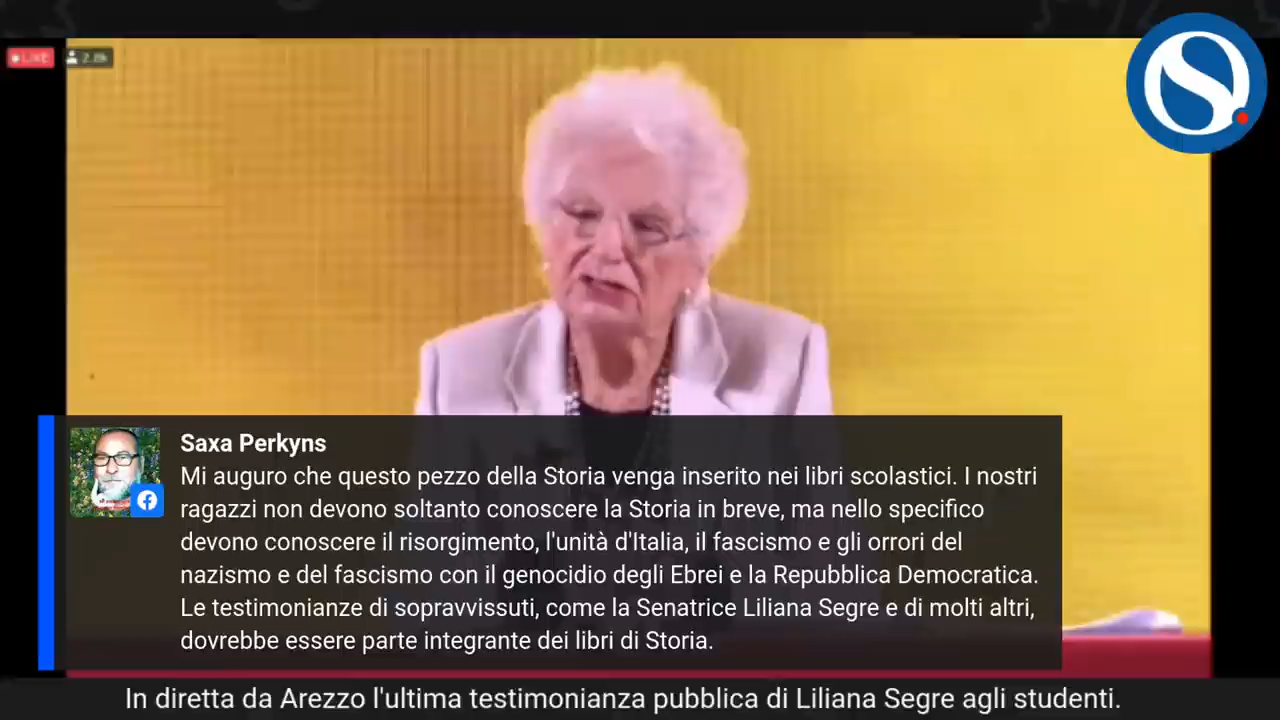 LIVE
2.8k
S
Saxa Perkyns
Mi auguro che questo pezzo della Storia venga inserito nei libri scolastici. I nostri
ragazzi non devono soltanto conoscere la Storia in breve, ma nello specifico
devono conoscere il risorgimento, l'unità d'Italia, il fascismo e gli orrori del
nazismo e del fascismo con il genocidio degli Ebrei e la Repubblica Democratica.
Le testimonianze di sopravvissuti, come la Senatrice Liliana Segre e di molti altri,
dovrebbe essere parte integrante dei libri di Storia.
In diretta da Arezzo l'ultima testimonianza pubblica di Liliana Segre agli studenti.